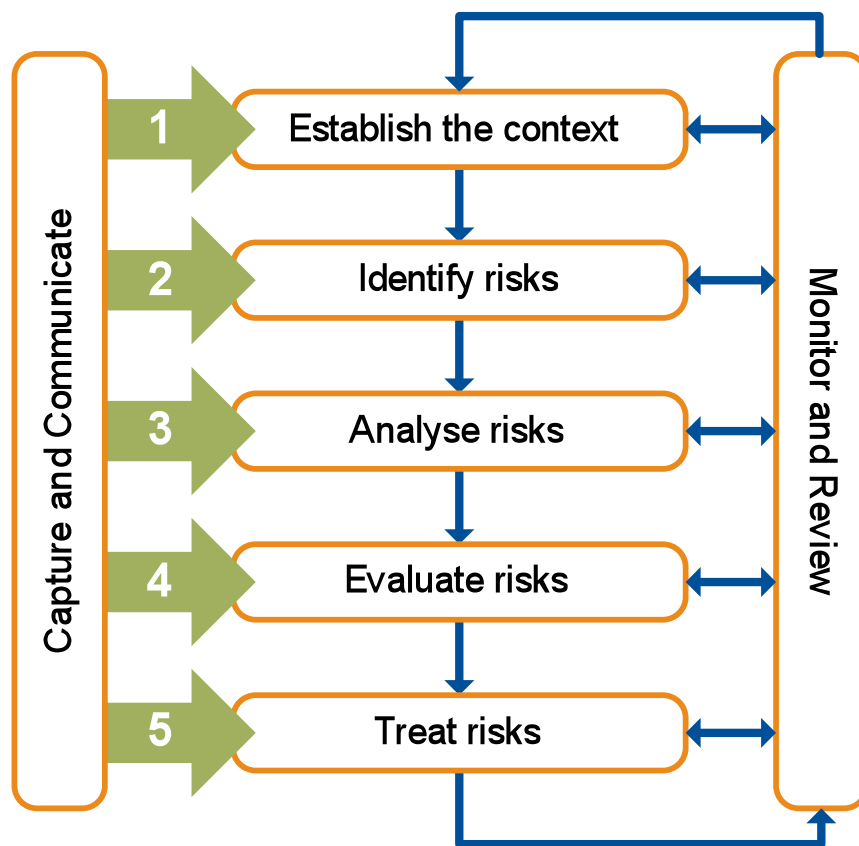 Capture and Communicate
1
Establish the context
2
Identify risks
3
Analyse risks
4
Evaluate risks
5
Treat risks
Monitor and Review